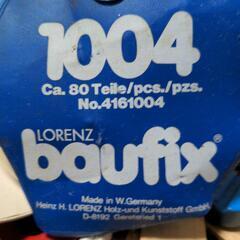 1004
Ca. 80 Teile/pcs./pzs.
No.4161004
LORENZ
baufix®
Made in W.Germany
Heinz H. LORENZ Holz-und Kunststoff GmbH
D-8192 Geretsried 1